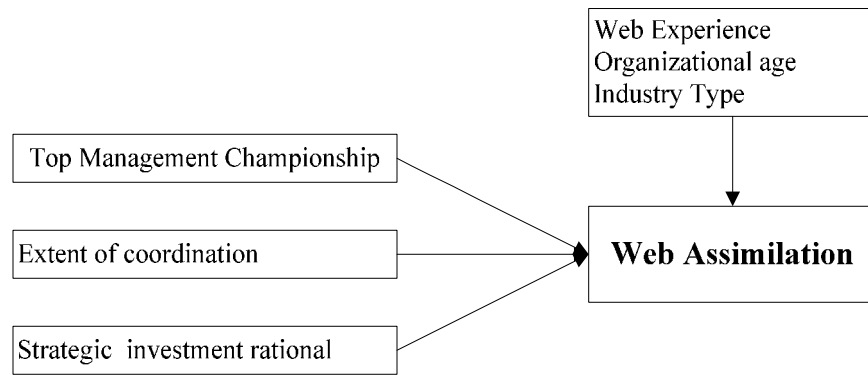 Web Experience
Organizational age
Industry Type
Top Management Championship
Extent of coordination
Web Assimilation
Strategic investment rational